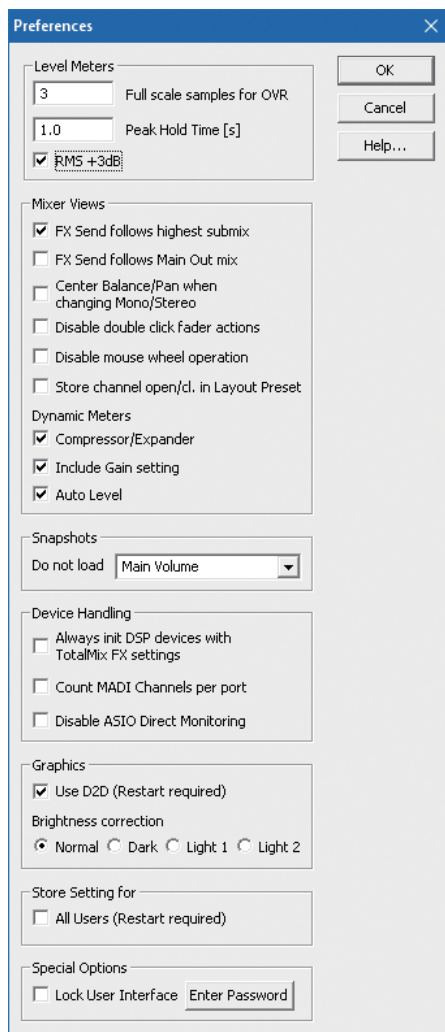 Preferences
Level Meters
3 Full scale samples for OVR
1.0 Peak Hold Time [s]
RMS +3dB
OK
Cancel
Help...
Mixer Views
FX Send follows highest submix
FX Send follows Main Out mix
Center Balance/Pan when
changing Mono/Stereo
Disable double click fader actions
Disable mouse wheel operation
Store channel open/cl. in Layout Preset
Dynamic Meters
Compressor/Expander
Include Gain setting
Auto Level
Snapshots
Do not load Main Volume
Device Handling
Always init DSP devices with
TotalMix FX settings
Count MADI Channels per port
Disable ASIO Direct Monitoring
Graphics
Use D2D (Restart required)
Brightness correction
Normal Dark Light 1 Light 2
Store Setting for
All Users (Restart required)
Special Options
Lock User Interface Enter Password